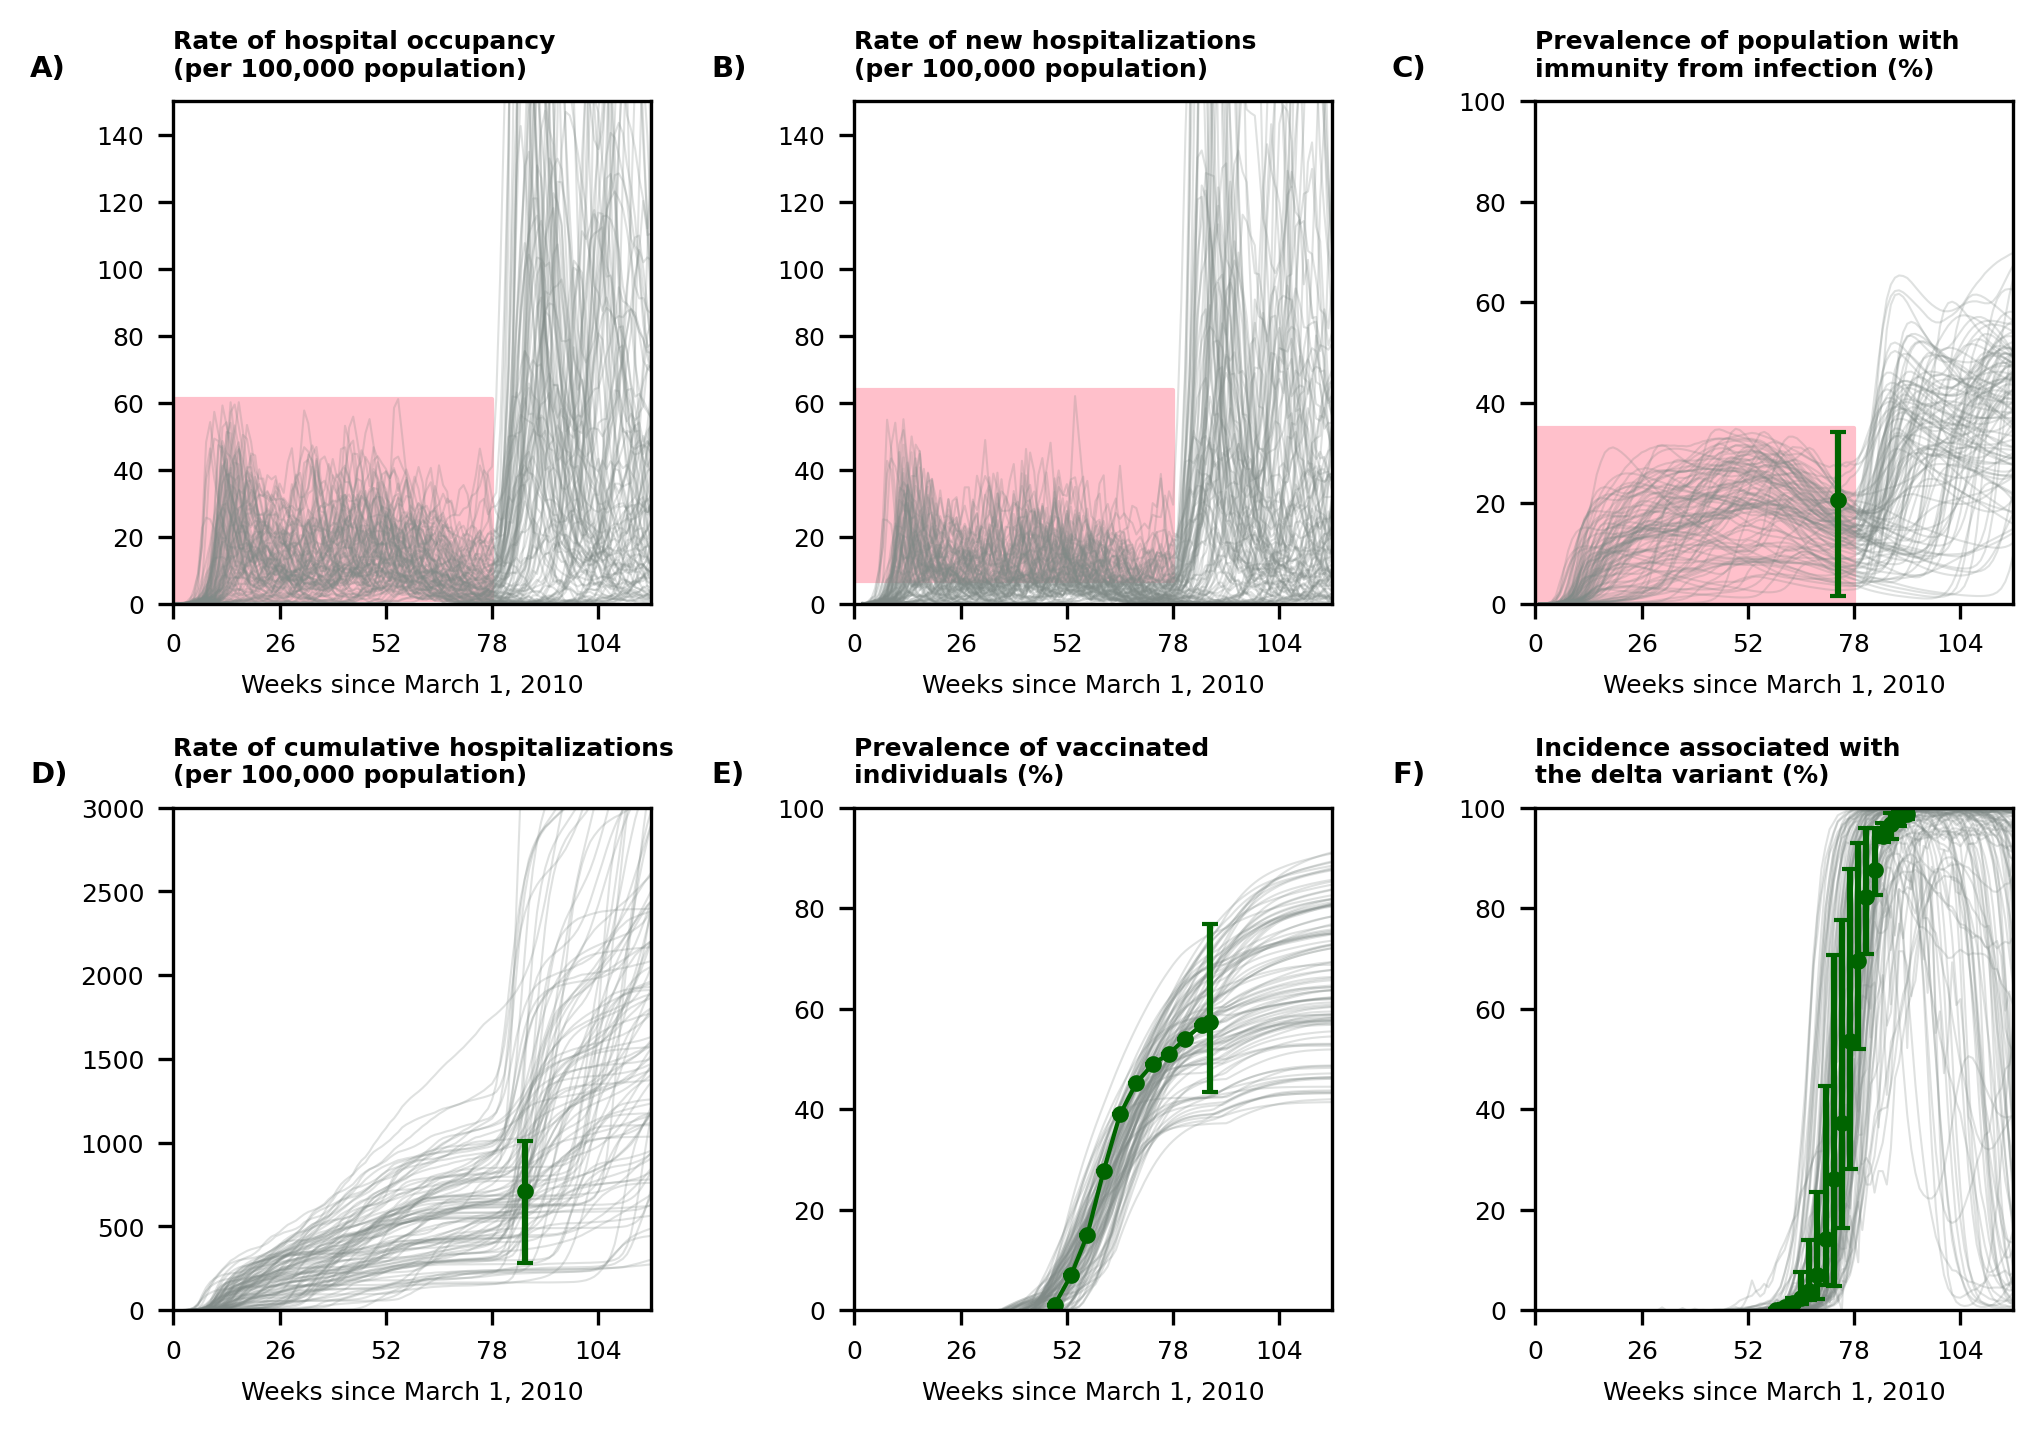 A)
Rate of hospital occupancy
(per 100,000 population)
140
120
100
80
60
40
20
0
0 26 52 78 104
Weeks since March 1, 2010
B)
Rate of new hospitalizations
(per 100,000 population)
140
120
100
80
60
40
20
0
0 26 52 78 104
Weeks since March 1, 2010
C)
Prevalence of population with
immunity from infection (%)
100
80
60
40
20
0
0 26 52 78 104
Weeks since March 1, 2010
D)
Rate of cumulative hospitalizations
(per 100,000 population)
3000
2500
2000
1500
1000
500
0
0 26 52 78 104
Weeks since March 1, 2010
E)
Prevalence of vaccinated
individuals (%)
100
80
60
40
20
0
0 26 52 78 104
Weeks since March 1, 2010
F)
Incidence associated with
the delta variant (%)
100
80
60
40
20
0
0 26 52 78 104
Weeks since March 1, 2010